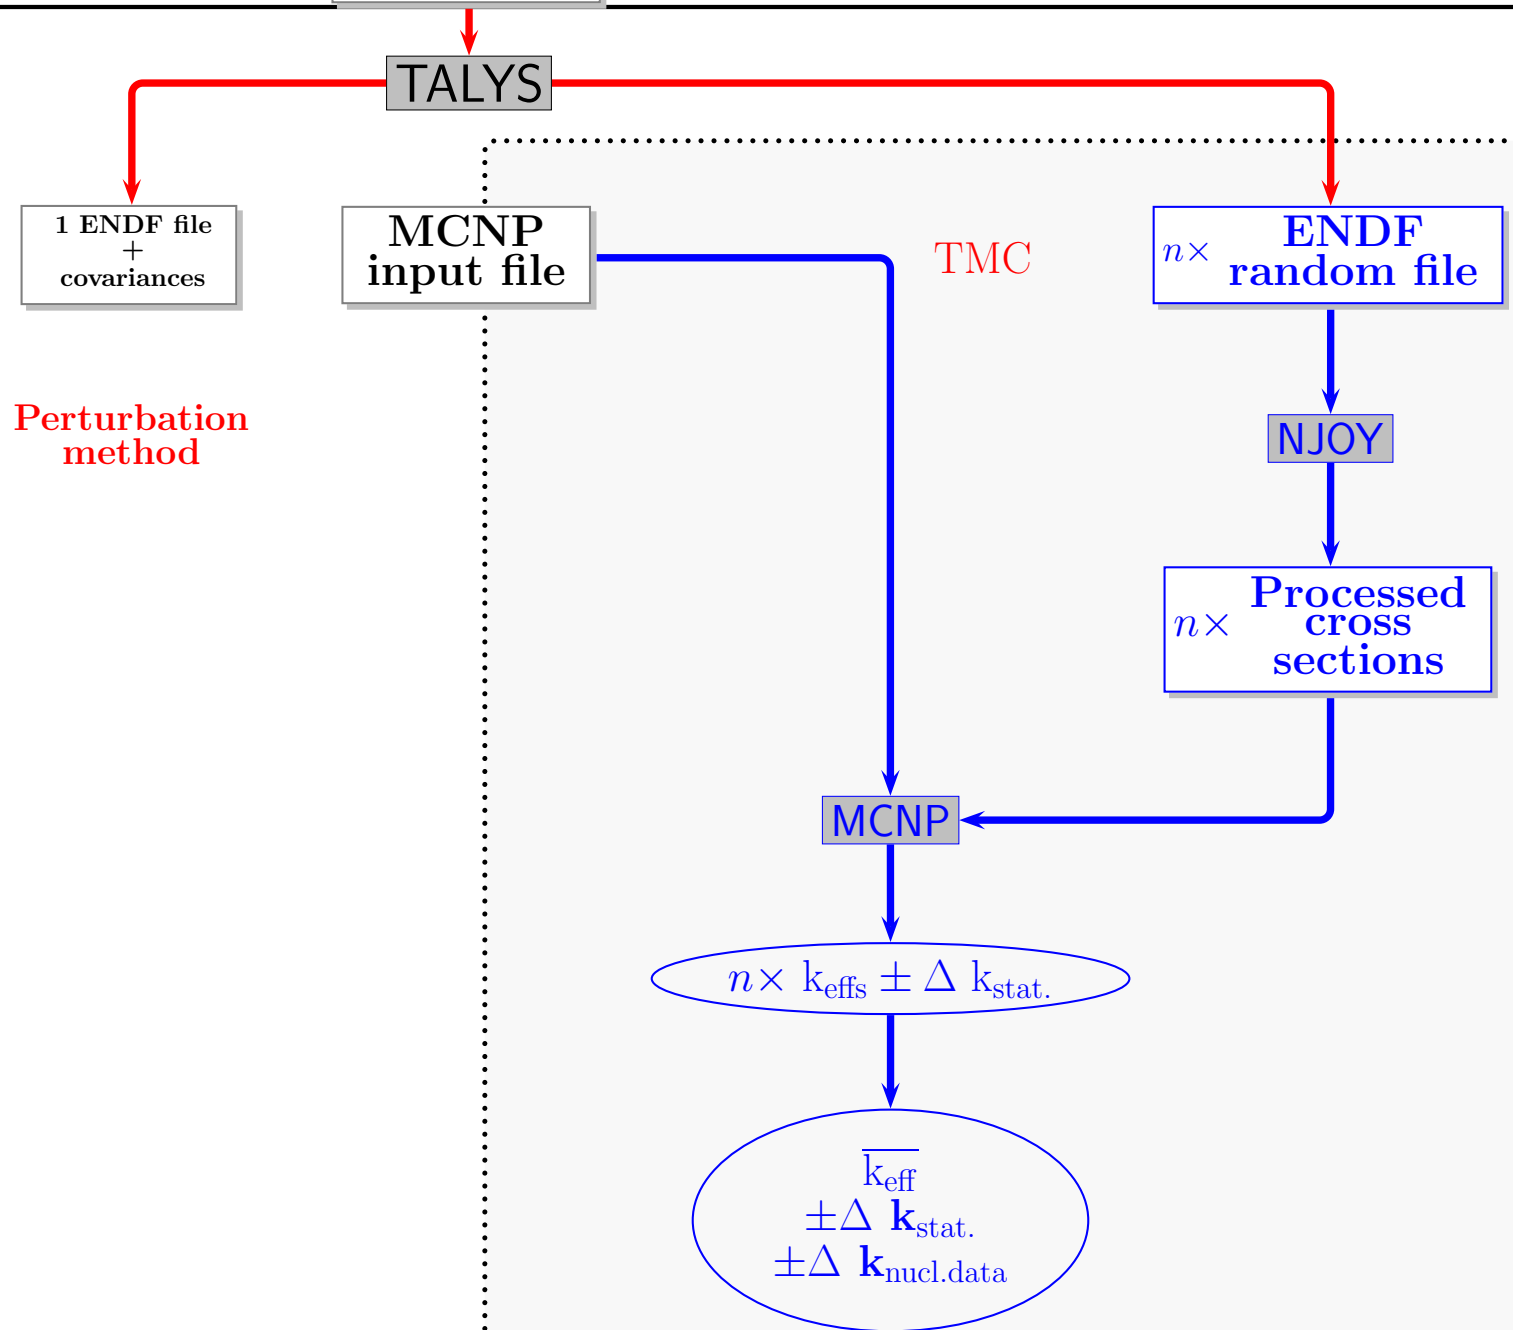 TALYS
1 ENDF file
+
covariances
MCNP
input file
TMC
n× ENDF
random file
Perturbation
method
NJOY
n× Processed
cross
sections
MCNP
n× k_effs ± Δ k_stat.
k̅_eff
±Δ k_stat.
±Δ k_nucl.data